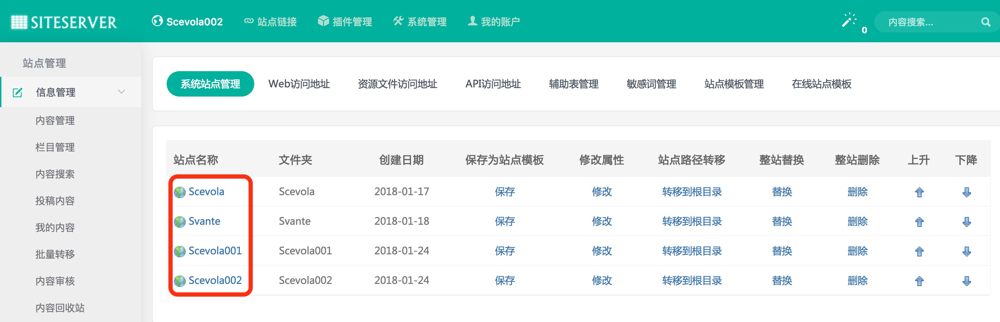 SITESERVER
Scevola002 站点链接 插件管理 系统管理 我的账户
0
内容搜索...
站点管理
信息管理
内容管理
栏目管理
内容搜索
投稿内容
我的内容
批量转移
内容审核
内容回收站
系统站点管理 Web访问地址 资源文件访问地址 API访问地址 辅助表管理 敏感词管理 站点模板管理 在线站点模板
站点名称 文件夹 创建日期 保存为站点模板 修改属性 站点路径转移 整站替换 整站删除 上升 下降
Scevola Scevola 2018-01-17 保存 修改 转移到根目录 替换 删除
Svante Svante 2018-01-18 保存 修改 转移到根目录 替换 删除
Scevola001 Scevola001 2018-01-24 保存 修改 转移到根目录 替换 删除
Scevola002 Scevola002 2018-01-24 保存 修改 转移到根目录 替换 删除